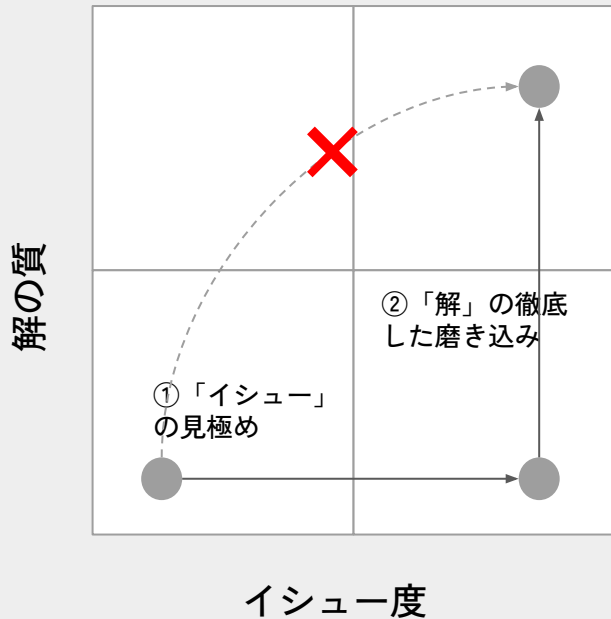 解の質
②「解」の徹底
した磨き込み
①「イシュー」
の見極め
イシュー度